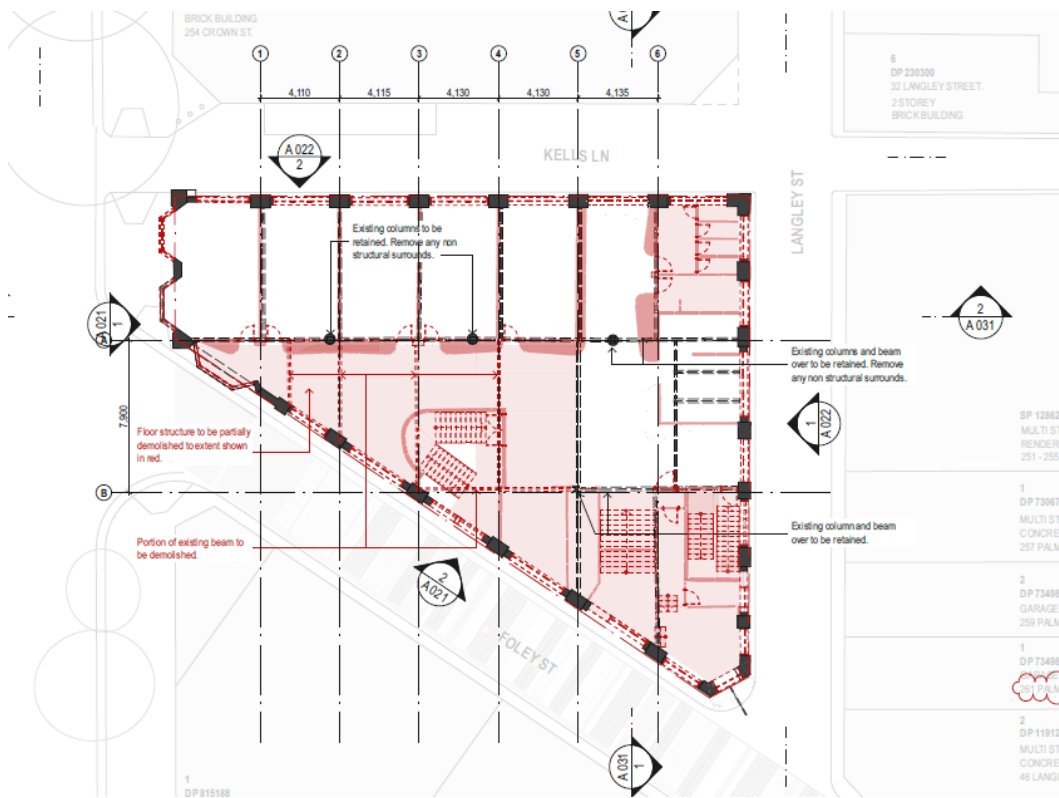 BRICK BUILDING
254 CROWN ST.
1
2
3
4
5
6
4,110
4,115
4,130
4,130
4,135
6
DP 230300
32 LANGLEY STREET.
2 STOREY
BRICK BUILDING
A 022
2
KELLS LN
LANGLEY ST
Existing columns to be
retained. Remove any non
structural surrounds.
A 021
1
A
2
A 031
Existing columns and beam
over to be retained. Remove
any non structural surrounds.
7,900
1
A 022
Floor structure to be partially
demolished to extent shown
in red.
SP 12862
MULTI ST
RENDER
251 - 255
B
1
DP 73067
MULTI ST
CONCRE
257 PALM
Portion of existing beam to
be demolished.
Existing column and beam
over to be retained.
2
A 021
2
DP 73498
GARAGE
259 PALM
FOLEY ST
1
DP 73498
261 PALM
2
DP 11912
MULTI ST
CONCRE
46 LANGL
A 031
1
1
DP 815188